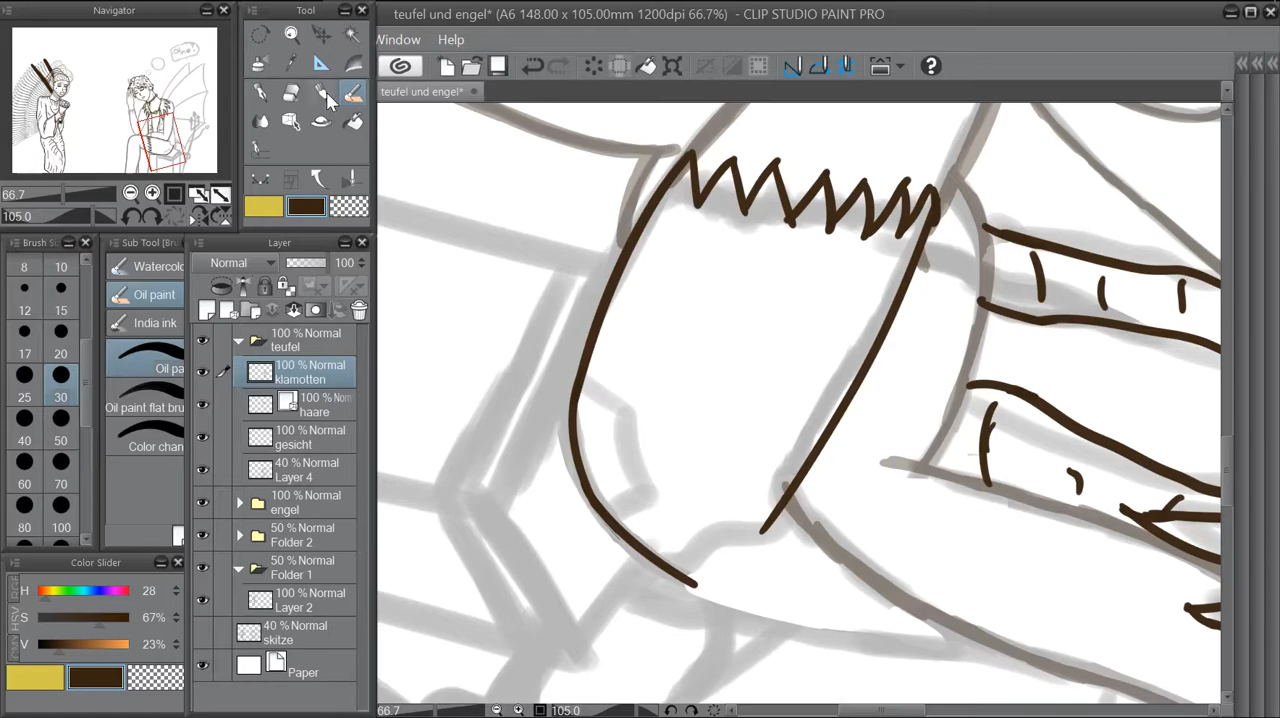 Navigator
Tool
teufel und engel* (A6 148.00 x 105.00mm 1200dpi 66.7%) - CLIP STUDIO PAINT PRO
Window Help
teufel und engel*
66.7
105.0
Brush S
Sub Tool [Bru
Layer
8 10
Watercolo
Normal 100
12 15
Oil paint
17 20
India ink
100 % Normal
teufel
25 30
Oil pa
100 % Normal
klamotten
Oil paint flat bru
100 % Norn
haare
40 50
Color chan
100 % Normal
gesicht
60 70
40 % Normal
Layer 4
80 100
100 % Normal
engel
50 % Normal
Folder 2
Color Slider
50 % Normal
Folder 1
H 28
100 % Normal
Layer 2
S 67%
40 % Normal
skitze
V 23%
Paper
66.7 105.0